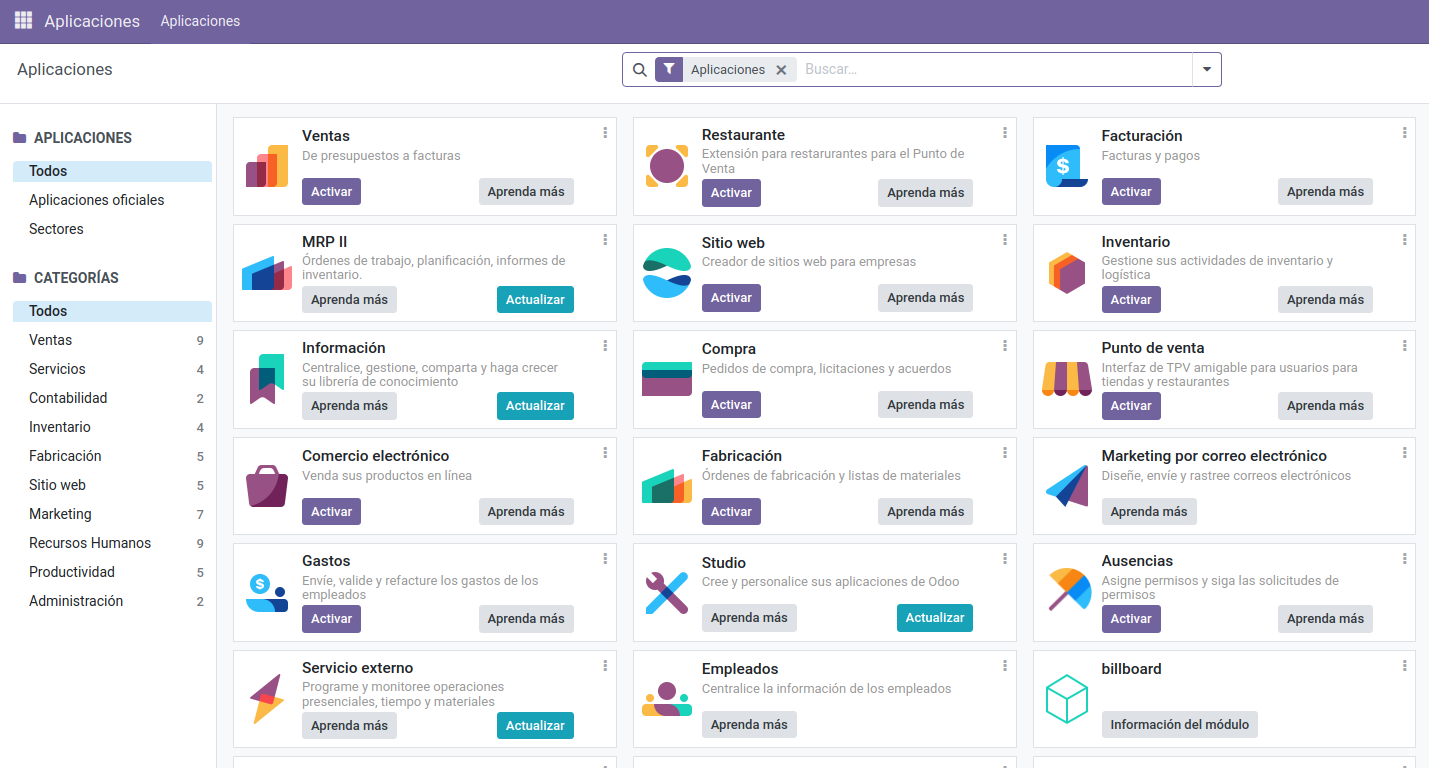 Aplicaciones Aplicaciones
Aplicaciones
Aplicaciones Buscar...
APLICACIONES
Todos
Aplicaciones oficiales
Sectores
CATEGORÍAS
Todos
Ventas 9
Servicios 4
Contabilidad 2
Inventario 4
Fabricación 5
Sitio web 5
Marketing 7
Recursos Humanos 9
Productividad 5
Administración 2
Ventas
De presupuestos a facturas
Activar Aprenda más
Restaurante
Extensión para restarurantes para el Punto de
Venta
Activar Aprenda más
Facturación
Facturas y pagos
Activar Aprenda más
MRP II
Órdenes de trabajo, planificación, informes de
inventario.
Aprenda más Actualizar
Sitio web
Creador de sitios web para empresas
Activar Aprenda más
Inventario
Gestione sus actividades de inventario y
logística
Activar Aprenda más
Información
Centralice, gestione, comparta y haga crecer
su librería de conocimiento
Aprenda más Actualizar
Compra
Pedidos de compra, licitaciones y acuerdos
Activar Aprenda más
Punto de venta
Interfaz de TPV amigable para usuarios para
tiendas y restaurantes
Activar Aprenda más
Comercio electrónico
Venda sus productos en línea
Activar Aprenda más
Fabricación
Órdenes de fabricación y listas de materiales
Activar Aprenda más
Marketing por correo electrónico
Diseñe, envíe y rastree correos electrónicos
Aprenda más
Gastos
Envíe, valide y refacture los gastos de los
empleados
Activar Aprenda más
Studio
Cree y personalice sus aplicaciones de Odoo
Aprenda más Actualizar
Ausencias
Asigne permisos y siga las solicitudes de
permisos
Activar Aprenda más
Servicio externo
Programe y monitoree operaciones
presenciales, tiempo y materiales
Aprenda más Actualizar
Empleados
Centralice la información de los empleados
Aprenda más
billboard
Información del módulo